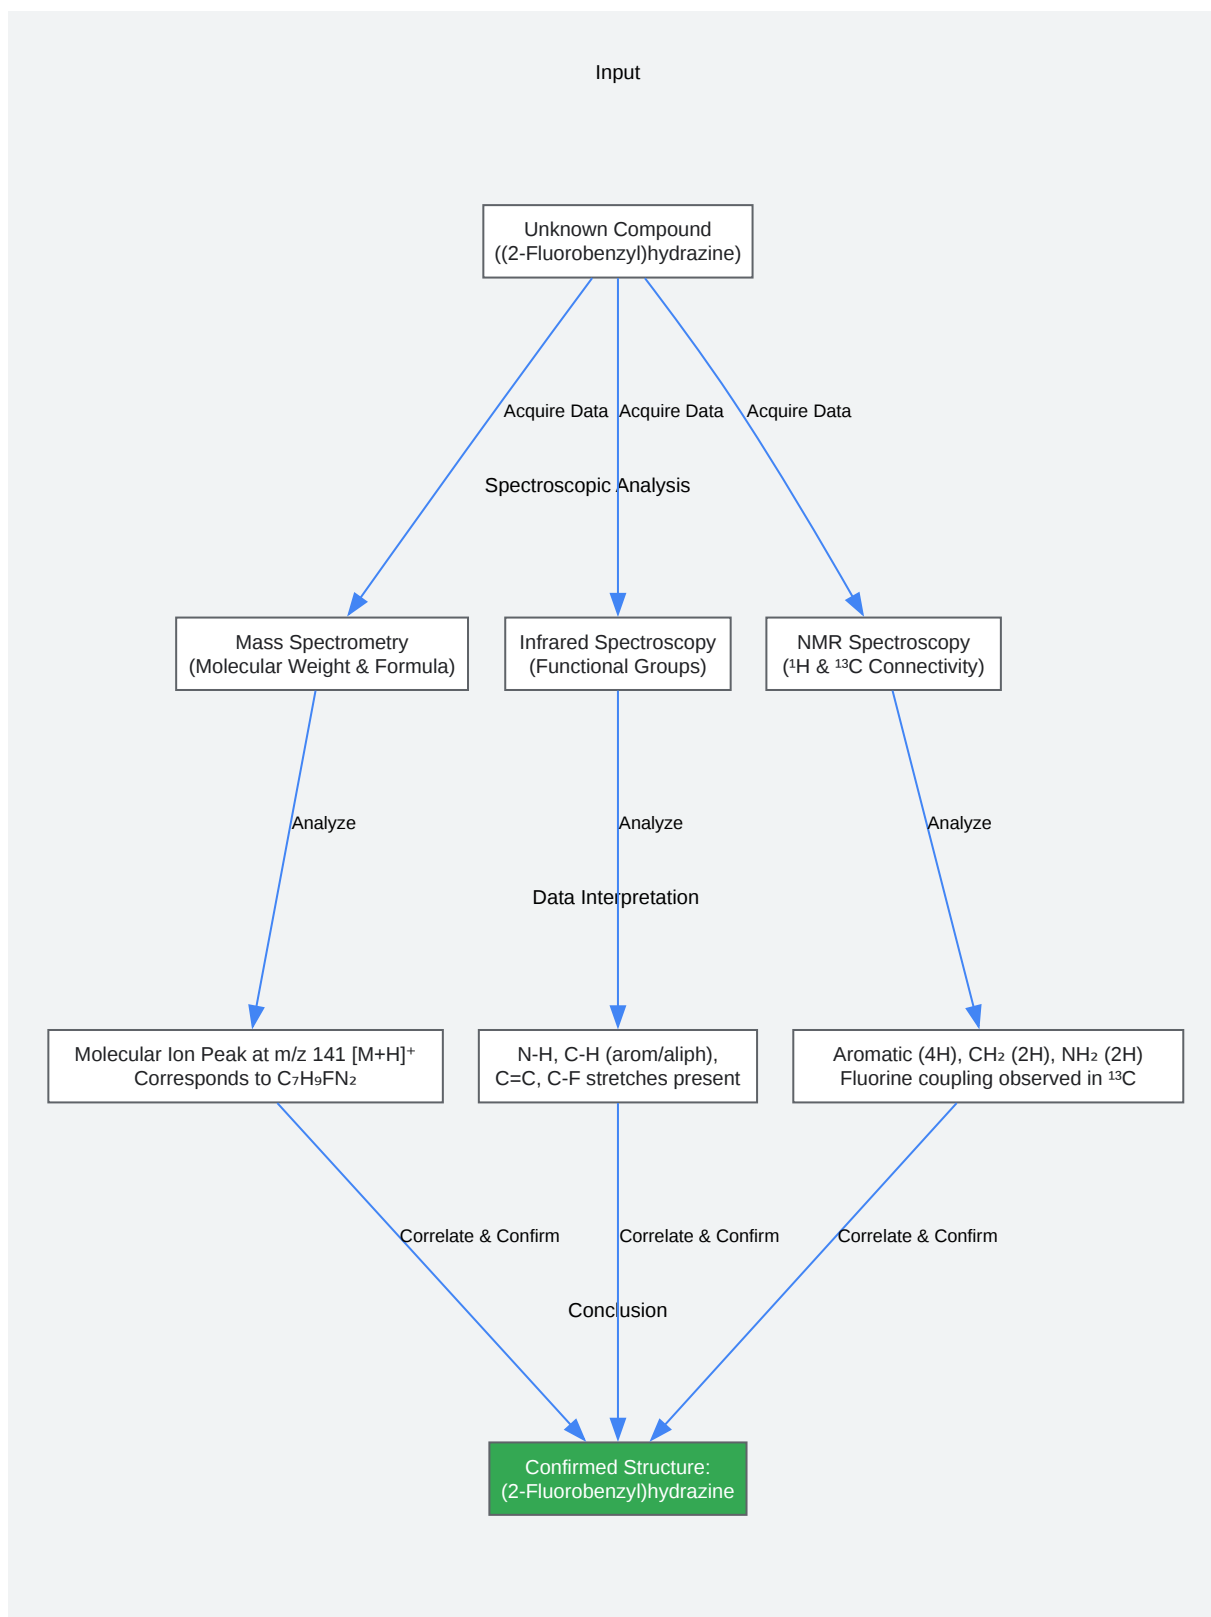 Input
Unknown Compound
((2-Fluorobenzyl)hydrazine)
Acquire Data
Acquire Data
Acquire Data
Spectroscopic Analysis
Mass Spectrometry
(Molecular Weight & Formula)
Infrared Spectroscopy
(Functional Groups)
NMR Spectroscopy
(¹H & ¹³C Connectivity)
Analyze
Analyze
Analyze
Data Interpretation
Molecular Ion Peak at m/z 141 [M+H]⁺
Corresponds to C₇H₉FN₂
N-H, C-H (arom/aliph),
C=C, C-F stretches present
Aromatic (4H), CH₂ (2H), NH₂ (2H)
Fluorine coupling observed in ¹³C
Correlate & Confirm
Correlate & Confirm
Correlate & Confirm
Conclusion
Confirmed Structure:
(2-Fluorobenzyl)hydrazine